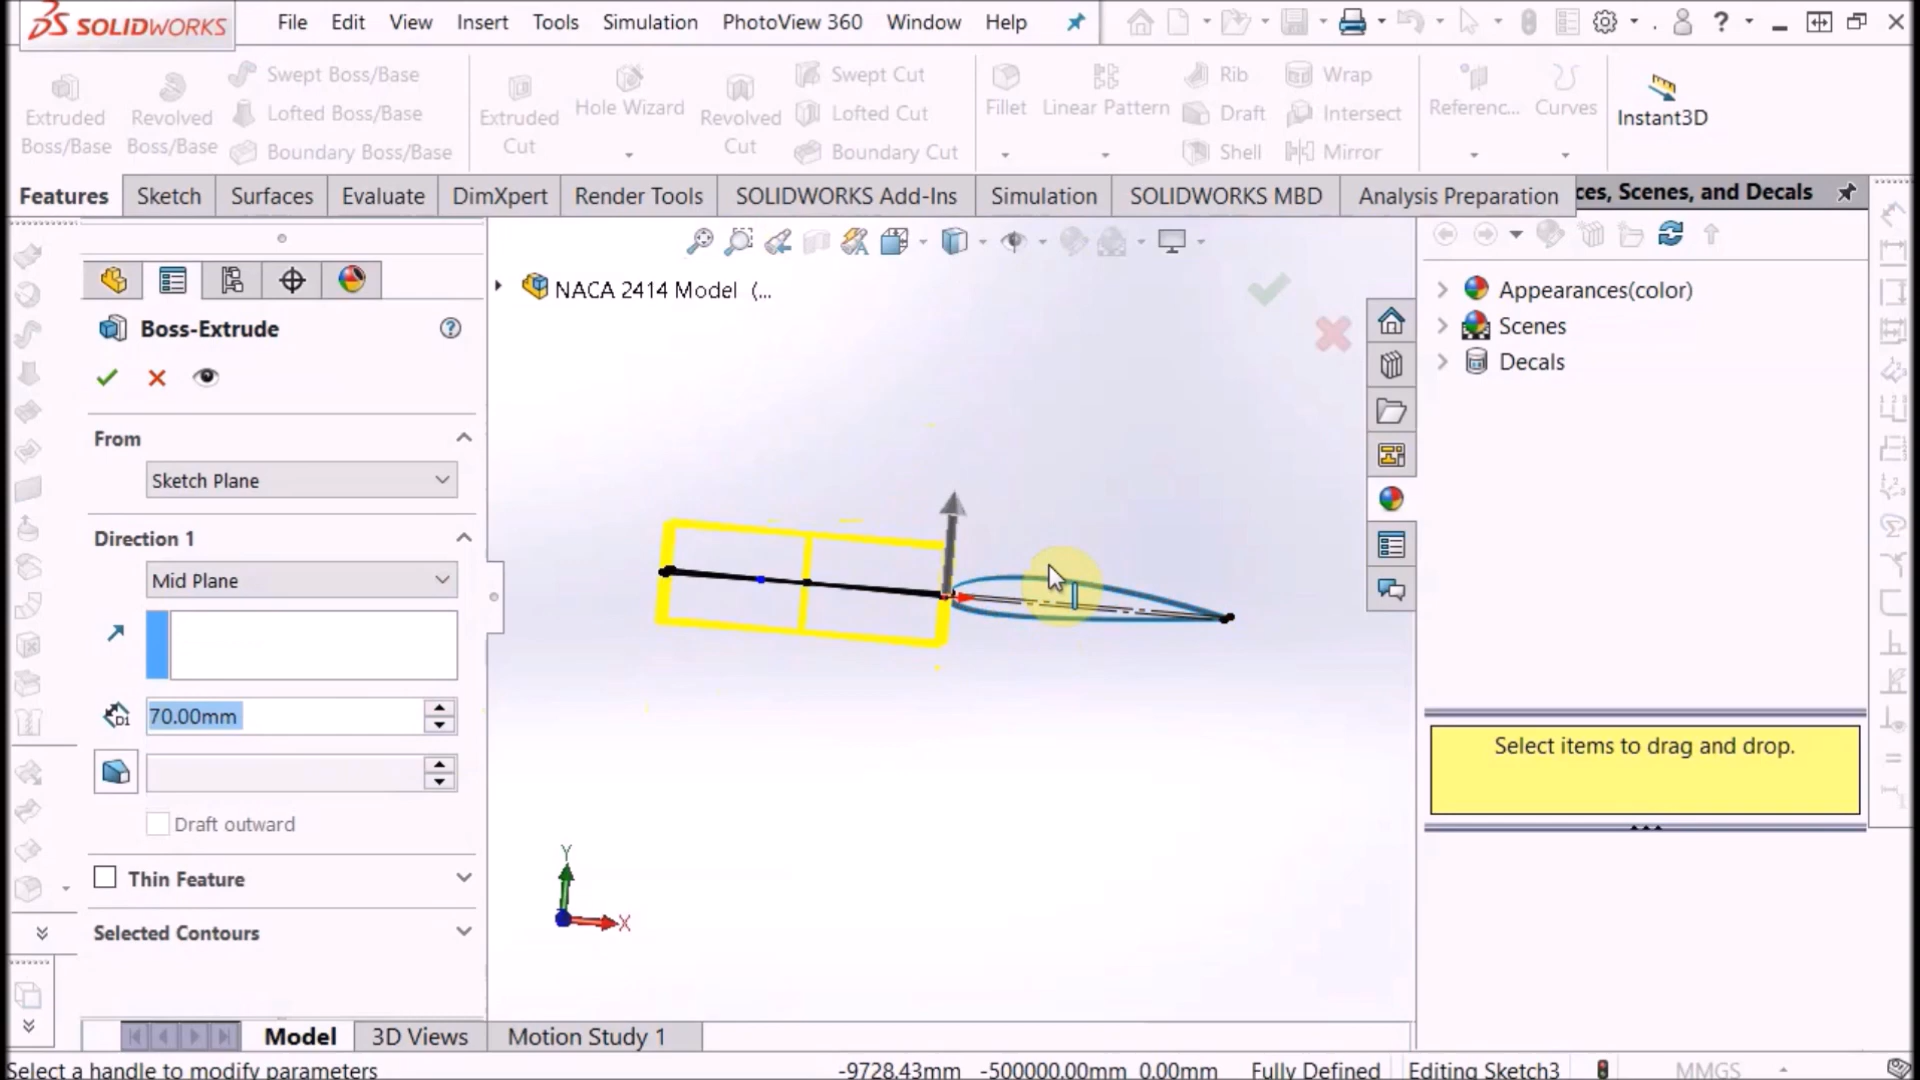 SOLIDWORKS File Edit View Insert Tools Simulation PhotoView 360 Window Help
Extruded Boss/Base
Revolved Boss/Base
Swept Boss/Base
Lofted Boss/Base
Boundary Boss/Base
Extruded Cut
Hole Wizard
Revolved Cut
Swept Cut
Lofted Cut
Boundary Cut
Fillet
Linear Pattern
Rib
Draft
Shell
Wrap
Intersect
Mirror
Referenc...
Curves
Instant3D
Features Sketch Surfaces Evaluate DimXpert Render Tools SOLIDWORKS Add-Ins Simulation SOLIDWORKS MBD Analysis Preparation
ces, Scenes, and Decals
NACA 2414 Model (...
Boss-Extrude
From
Sketch Plane
Direction 1
Mid Plane
D1
70.00mm
Draft outward
Thin Feature
Selected Contours
Y
X
Appearances(color)
Scenes
Decals
Select items to drag and drop.
Model 3D Views Motion Study 1
Select a handle to modify parameters -9728.43mm -500000.00mm 0.00mm Fully Defined Editing Sketch3 MMGS